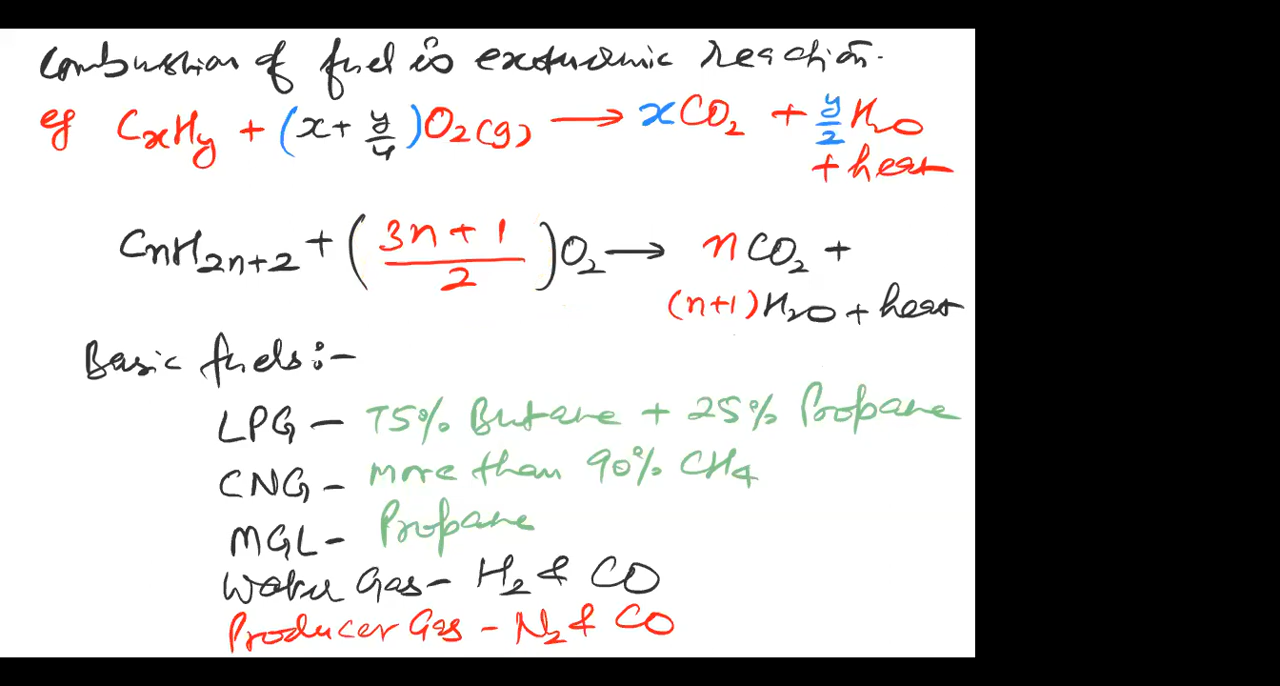 Combustion of fuel is exothermic reaction.
eg CxHy + (x + y/4) O2(g) ⟶ xCO2 + y/2 H2O
+ heat
CnH2n+2 + ((3n + 1)/2) O2 ⟶ nCO2 +
(n+1)H2O + heat
Basic fuels:-
LPG - 75% Butane + 25% Propane
CNG - More than 90% CH4
MGL - Propane
Water Gas - H2 & CO
Producer Gas - N2 & CO